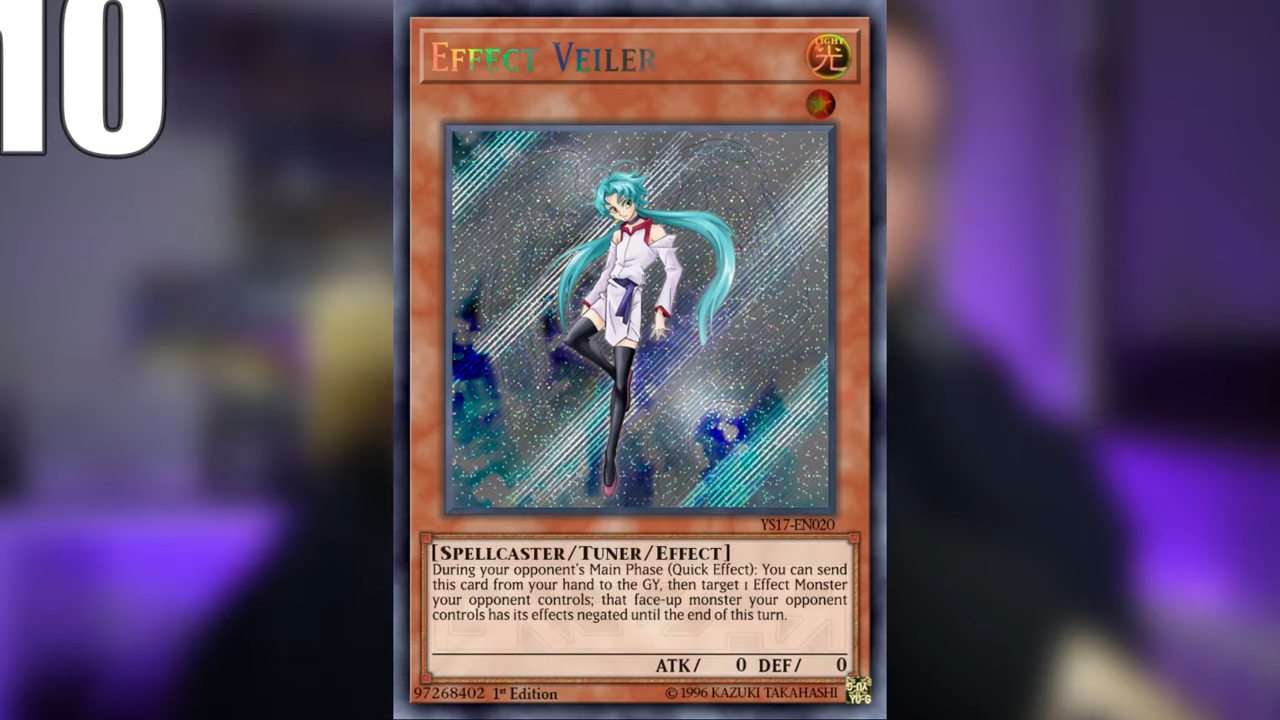 10
EFFECT VEILER
LIGHT
光
YS17-EN020
[SPELLCASTER/TUNER/EFFECT]
During your opponent's Main Phase (Quick Effect): You can send
this card from your hand to the GY, then target 1 Effect Monster
your opponent controls; that face-up monster your opponent
controls has its effects negated until the end of this turn.
ATK/ 0 DEF/ 0
97268402 1st Edition ©1996 KAZUKI TAKAHASHI